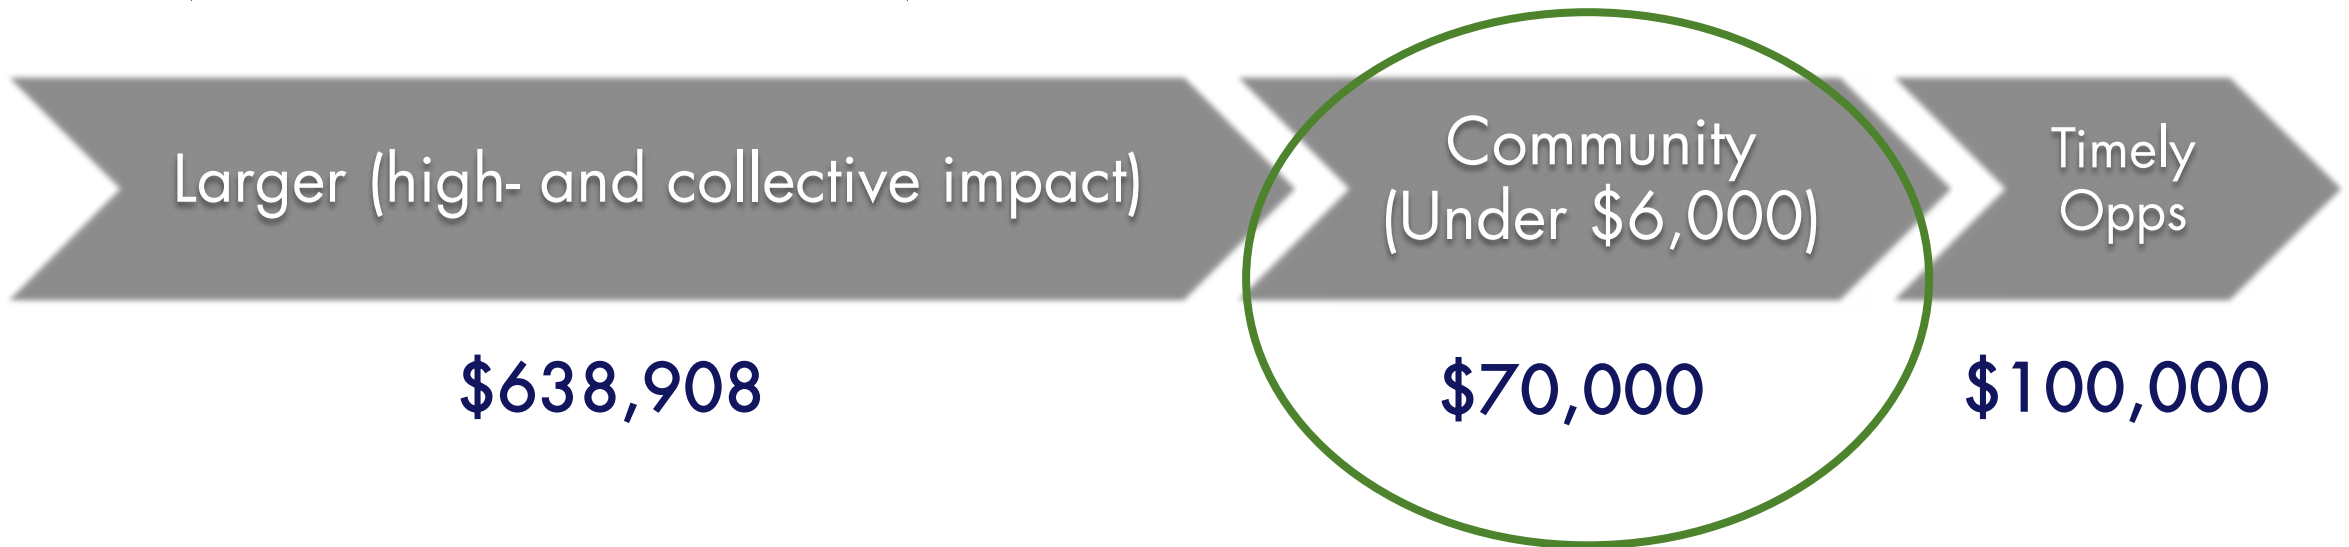 Larger (high- and collective impact)
Community
(Under $6,000)
Timely
Opps
$638,908
$70,000
$100,000